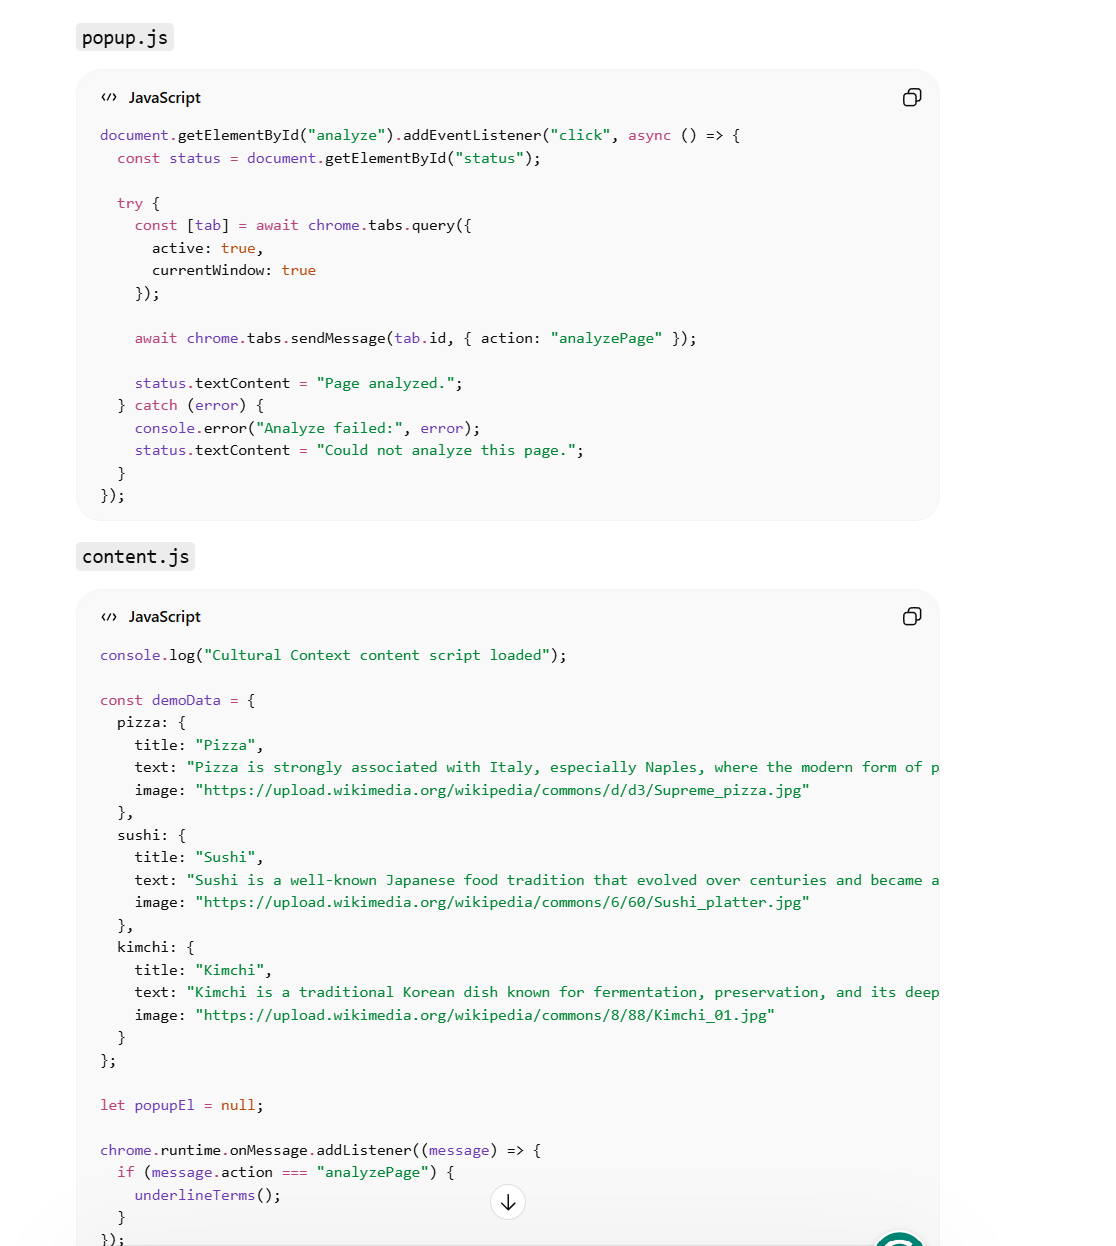 popup.js
JavaScript
document.getElementById("analyze").addEventListener("click", async () => {
  const status = document.getElementById("status");

  try {
    const [tab] = await chrome.tabs.query({
      active: true,
      currentWindow: true
    });

    await chrome.tabs.sendMessage(tab.id, { action: "analyzePage" });

    status.textContent = "Page analyzed.";
  } catch (error) {
    console.error("Analyze failed:", error);
    status.textContent = "Could not analyze this page.";
  }
});
content.js
JavaScript
console.log("Cultural Context content script loaded");

const demoData = {
  pizza: {
    title: "Pizza",
    text: "Pizza is strongly associated with Italy, especially Naples, where the modern form of p
    image: "https://upload.wikimedia.org/wikipedia/commons/d/d3/Supreme_pizza.jpg"
  },
  sushi: {
    title: "Sushi",
    text: "Sushi is a well-known Japanese food tradition that evolved over centuries and became a
    image: "https://upload.wikimedia.org/wikipedia/commons/6/60/Sushi_platter.jpg"
  },
  kimchi: {
    title: "Kimchi",
    text: "Kimchi is a traditional Korean dish known for fermentation, preservation, and its deep
    image: "https://upload.wikimedia.org/wikipedia/commons/8/88/Kimchi_01.jpg"
  }
};

let popupEl = null;

chrome.runtime.onMessage.addListener((message) => {
  if (message.action === "analyzePage") {
    underlineTerms();
  }
});